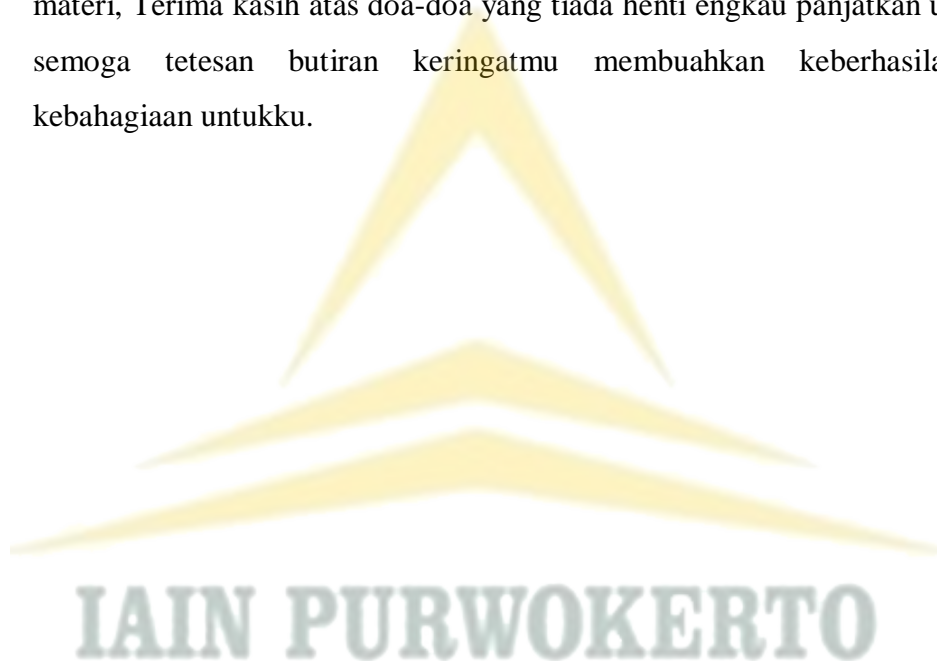 materi, Terima kasih atas doa-doa yang tiada henti engkau panjatkan
semoga tetesan butiran keringatmu membuahkan
kebahagiaan untukku.
IAIN PURWOKERTO